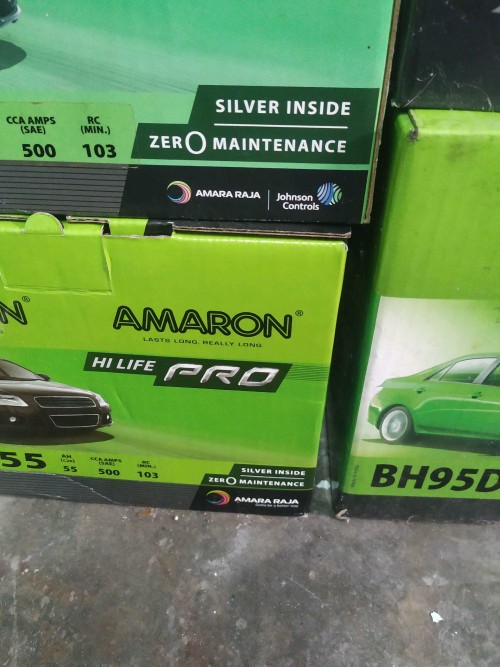 SILVER INSIDE
ZERO MAINTENANCE
CCA AMPS
(SAE)
500
RC
(MIN.)
103
AMARA RAJA
Johnson
Controls
N®
AMARON®
LASTS LONG. REALLY LONG.
HI LIFE PRO
55
AH
55
CCA AMPS
(SAE)
500
RC
(MIN.)
103
SILVER INSIDE
ZERO MAINTENANCE
AMARA RAJA
BH95D